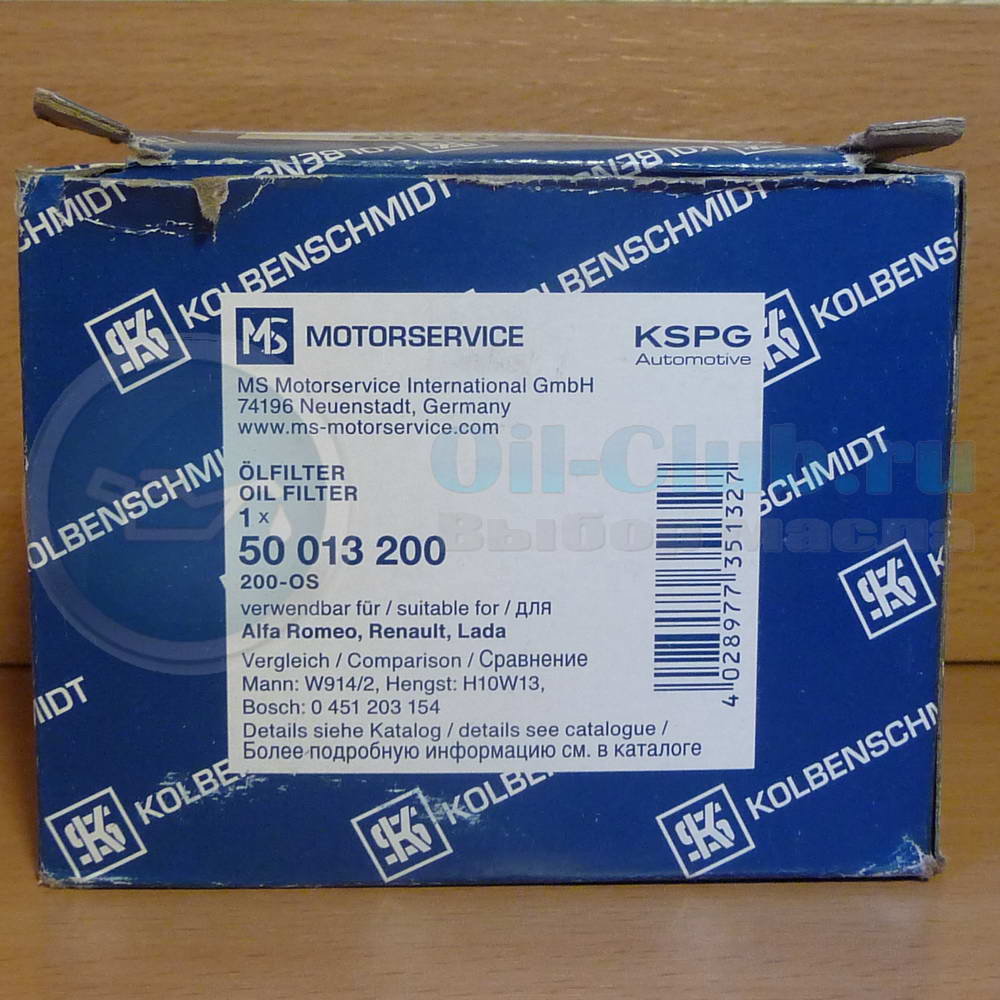 KOLBENSCHMIDT
KOLBENSCHMIDT
KOLBENSCHMIDT
MS MOTORSERVICE
KSPG
Automotive
MS Motorservice International GmbH
74196 Neuenstadt, Germany
www.ms-motorservice.com
ÖLFILTER
OIL FILTER
1 x
50 013 200
200-OS
verwendbar für / suitable for / для
Alfa Romeo, Renault, Lada
Vergleich / Comparison / Сравнение
Mann: W914/2, Hengst: H10W13,
Bosch: 0 451 203 154
Details siehe Katalog / details see catalogue /
Более подробную информацию см. в каталоге
4 028977 351327
Oil-Club.ru
Выбор масла